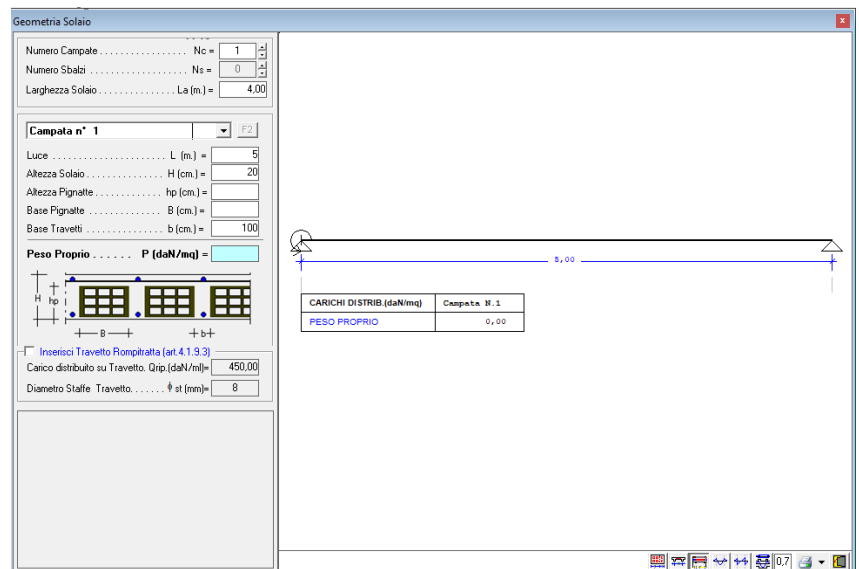 Geometria Solaio
x
Numero Campate . . . . . . . . . . . . . . . . . Nc = 1
Numero Sbalzi . . . . . . . . . . . . . . . . . . Ns = 0
Larghezza Solaio . . . . . . . . . . . . . . La (m.) = 4,00
Campata n° 1 F2
Luce . . . . . . . . . . . . . . . . . . . . . L (m.) = 5
Altezza Solaio . . . . . . . . . . . . . . H (cm.) = 20
Altezza Pignatte . . . . . . . . . . . . hp (cm.) =
Base Pignatte . . . . . . . . . . . . . B (cm.) =
Base Travetti . . . . . . . . . . . . . . b (cm.) = 100
Peso Proprio . . . . . . P (daN/mq) =
H hp
B b
Inserisci Travetto Rompitratta (art.4.1.9.3)
Carico distribuito su Travetto. Qrip.(daN/ml)= 450,00
Diametro Staffe Travetto. . . . . . . ϕ st (mm)= 8
5,00
CARICHI DISTRIB.(daN/mq) Campata N.1
PESO PROPRIO 0,00
0,7